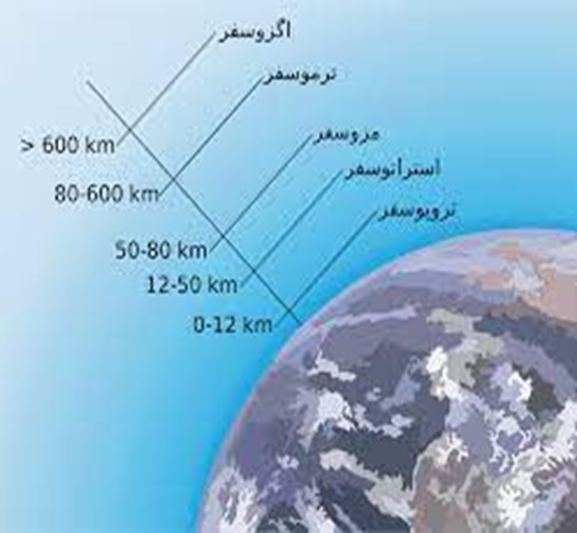 اگزوسفر
> 600 km
ترموسفر
80-600 km
مزوسفر
50-80 km
استراتوسفر
12-50 km
تروپوسفر
0-12 km